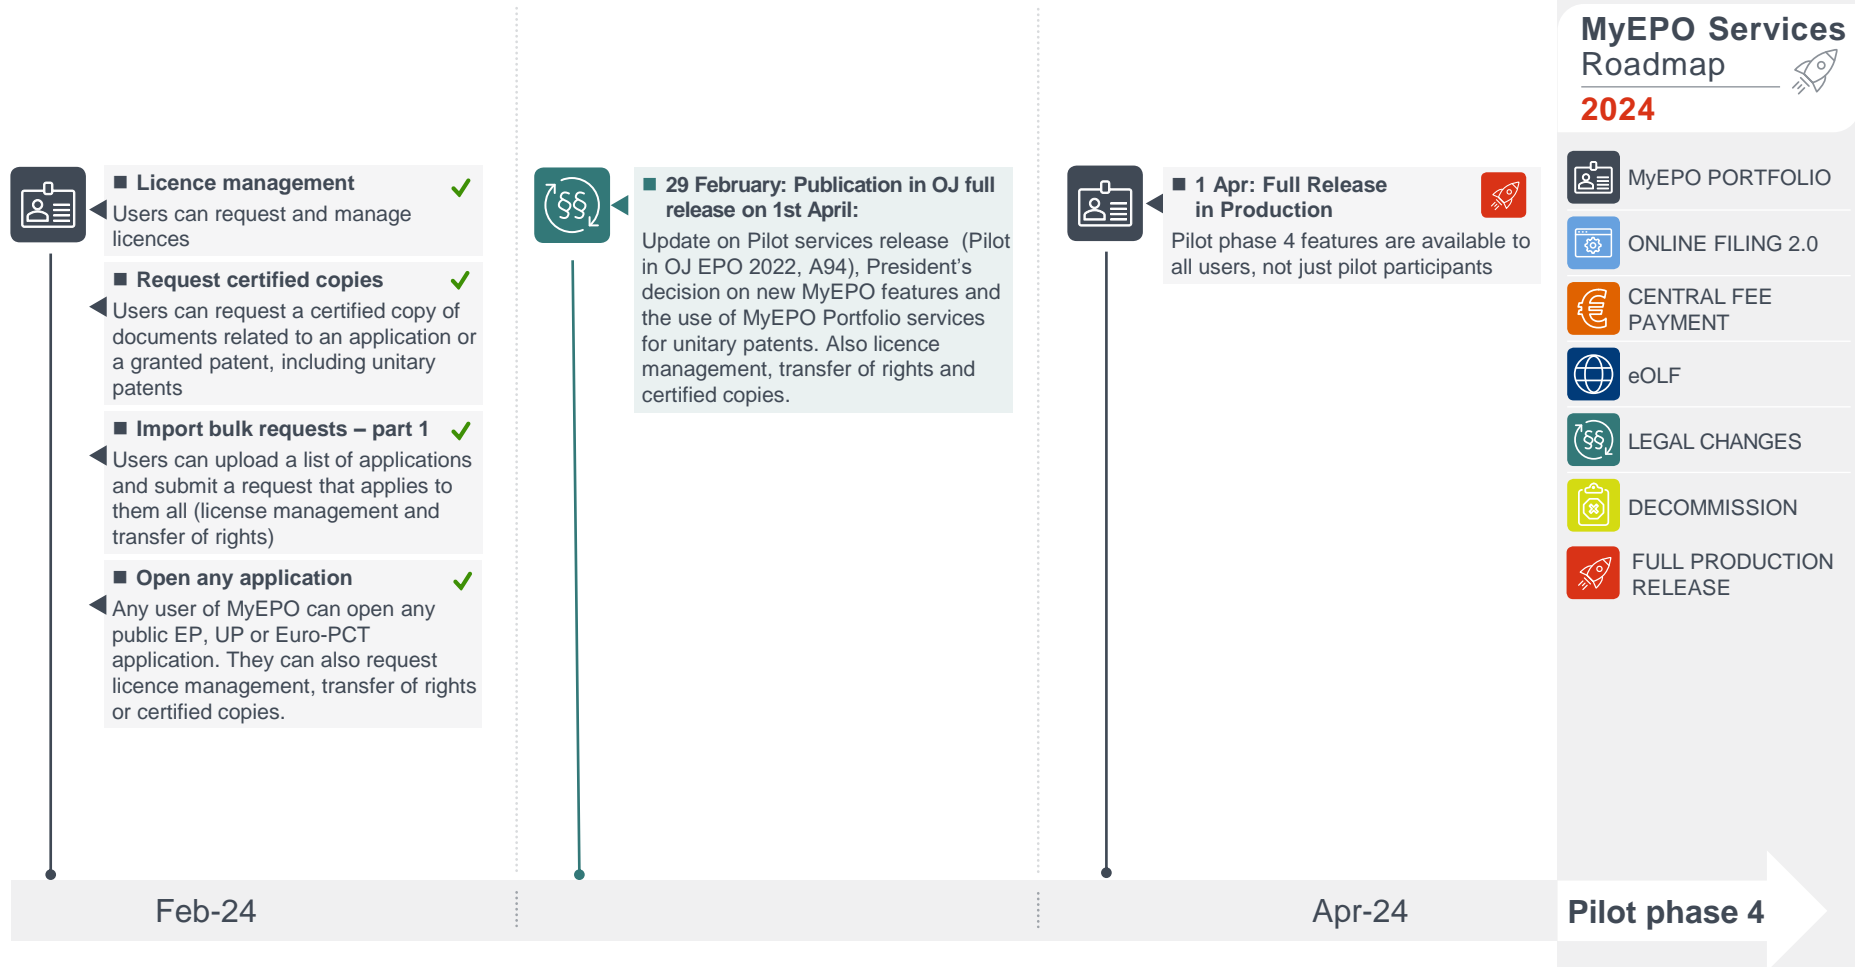 MyEPO Services
Roadmap
2024
■ Licence management
Users can request and manage
licences
■ Request certified copies
Users can request a certified copy of
documents related to an application or
a granted patent, including unitary
patents
■ Import bulk requests – part 1
Users can upload a list of applications
and submit a request that applies to
them all (license management and
transfer of rights)
■ Open any application
Any user of MyEPO can open any
public EP, UP or Euro-PCT
application. They can also request
licence management, transfer of rights
or certified copies.
§§
■ 29 February: Publication in OJ full
release on 1st April:
Update on Pilot services release (Pilot
in OJ EPO 2022, A94), President’s
decision on new MyEPO features and
the use of MyEPO Portfolio services
for unitary patents. Also licence
management, transfer of rights and
certified copies.
■ 1 Apr: Full Release
in Production
Pilot phase 4 features are available to
all users, not just pilot participants
MyEPO PORTFOLIO
ONLINE FILING 2.0
€
CENTRAL FEE
PAYMENT
eOLF
§§
LEGAL CHANGES
DECOMMISSION
FULL PRODUCTION
RELEASE
Feb-24
Apr-24
Pilot phase 4